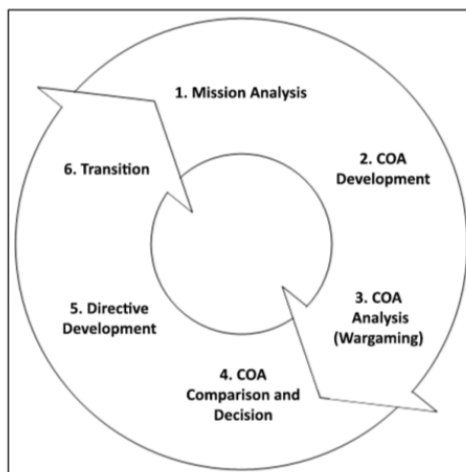 1. Mission Analysis
2. COA
Development
3. COA
Analysis
(Wargaming)
4. COA
Comparison and
Decision
5. Directive
Development
6. Transition